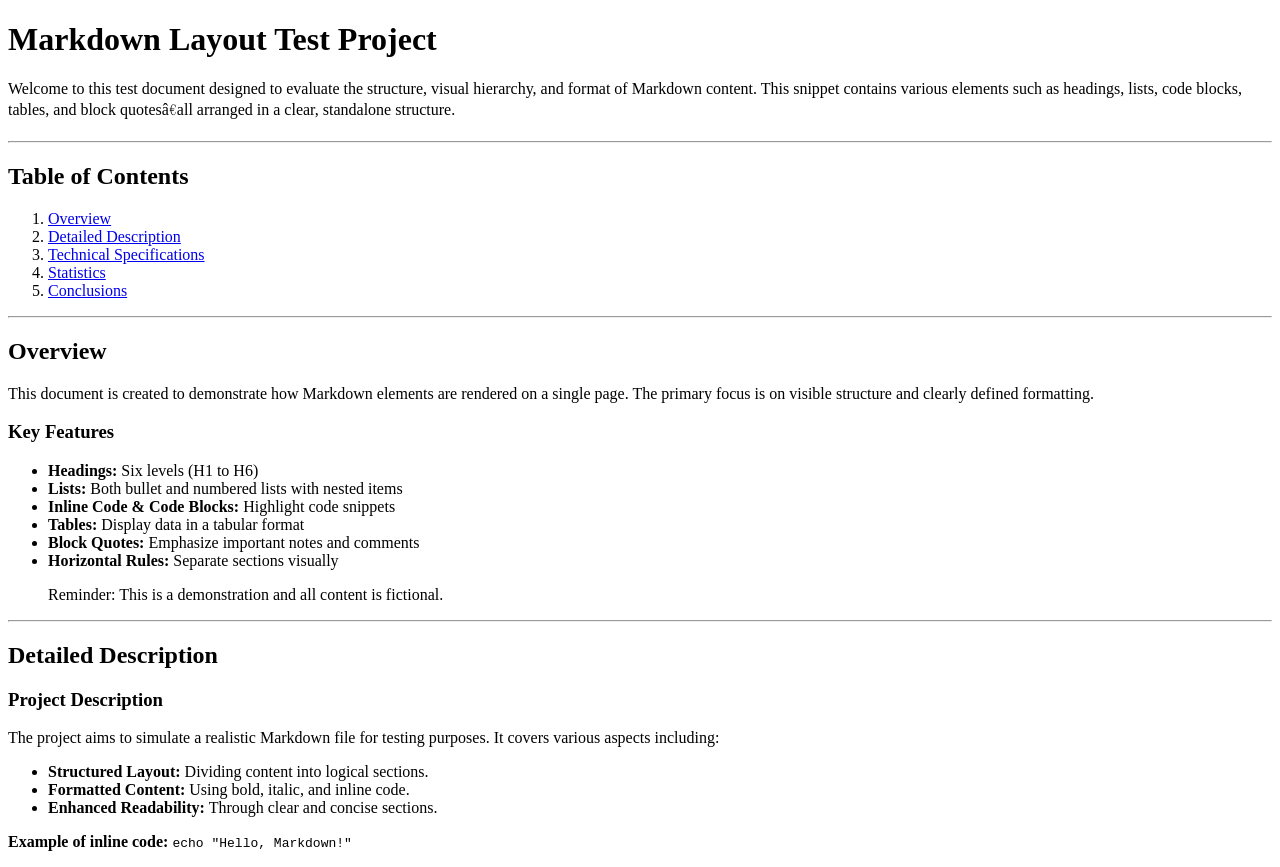 Markdown Layout Test Project
Welcome to this test document designed to evaluate the structure, visual hierarchy, and format of Markdown content. This snippet contains various elements such as headings, lists, code blocks,
tables, and block quotesâ€all arranged in a clear, standalone structure.
Table of Contents
1. Overview
2. Detailed Description
3. Technical Specifications
4. Statistics
5. Conclusions
Overview
This document is created to demonstrate how Markdown elements are rendered on a single page. The primary focus is on visible structure and clearly defined formatting.
Key Features
• Headings: Six levels (H1 to H6)
• Lists: Both bullet and numbered lists with nested items
• Inline Code & Code Blocks: Highlight code snippets
• Tables: Display data in a tabular format
• Block Quotes: Emphasize important notes and comments
• Horizontal Rules: Separate sections visually
Reminder: This is a demonstration and all content is fictional.
Detailed Description
Project Description
The project aims to simulate a realistic Markdown file for testing purposes. It covers various aspects including:
• Structured Layout: Dividing content into logical sections.
• Formatted Content: Using bold, italic, and inline code.
• Enhanced Readability: Through clear and concise sections.
Example of inline code: echo "Hello, Markdown!"